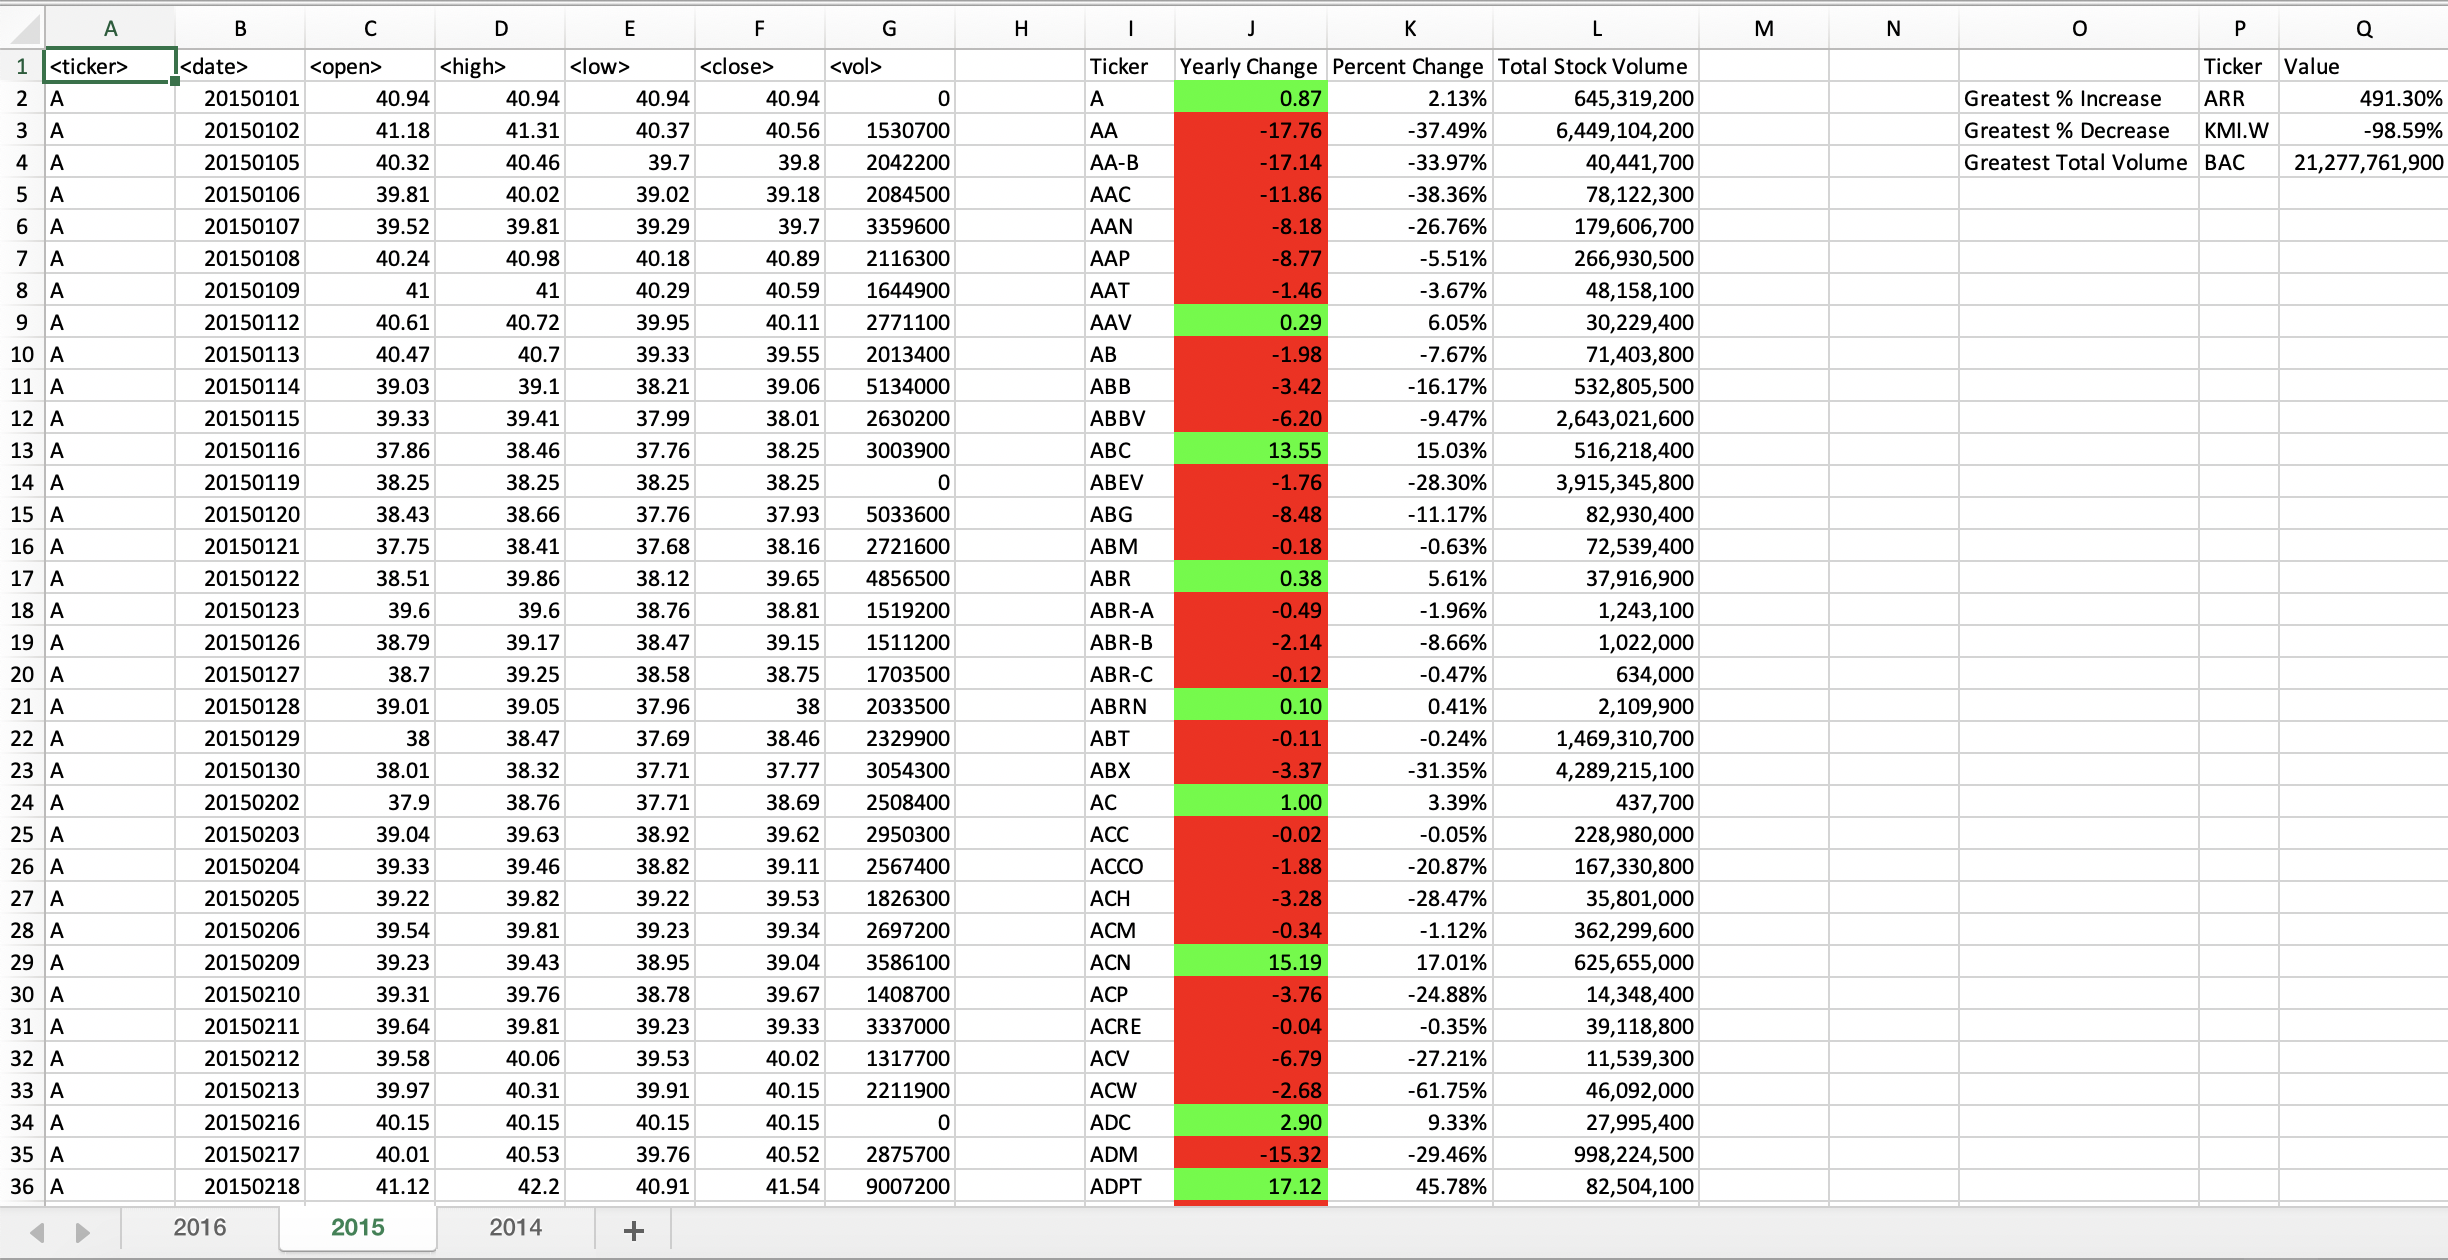 A B C D E F G H I J K L M N O P Q
1 <ticker> <date> <open> <high> <low> <close> <vol> Ticker Yearly Change Percent Change Total Stock Volume Ticker Value
2 A 20150101 40.94 40.94 40.94 40.94 0 A 0.87 2.13% 645,319,200 Greatest % Increase ARR 491.30%
3 A 20150102 41.18 41.31 40.37 40.56 1530700 AA -17.76 -37.49% 6,449,104,200 Greatest % Decrease KMI.W -98.59%
4 A 20150105 40.32 40.46 39.7 39.8 2042200 AA-B -17.14 -33.97% 40,441,700 Greatest Total Volume BAC 21,277,761,900
5 A 20150106 39.81 40.02 39.02 39.18 2084500 AAC -11.86 -38.36% 78,122,300
6 A 20150107 39.52 39.81 39.29 39.7 3359600 AAN -8.18 -26.76% 179,606,700
7 A 20150108 40.24 40.98 40.18 40.89 2116300 AAP -8.77 -5.51% 266,930,500
8 A 20150109 41 41 40.29 40.59 1644900 AAT -1.46 -3.67% 48,158,100
9 A 20150112 40.61 40.72 39.95 40.11 2771100 AAV 0.29 6.05% 30,229,400
10 A 20150113 40.47 40.7 39.33 39.55 2013400 AB -1.98 -7.67% 71,403,800
11 A 20150114 39.03 39.1 38.21 39.06 5134000 ABB -3.42 -16.17% 532,805,500
12 A 20150115 39.33 39.41 37.99 38.01 2630200 ABBV -6.20 -9.47% 2,643,021,600
13 A 20150116 37.86 38.46 37.76 38.25 3003900 ABC 13.55 15.03% 516,218,400
14 A 20150119 38.25 38.25 38.25 38.25 0 ABEV -1.76 -28.30% 3,915,345,800
15 A 20150120 38.43 38.66 37.76 37.93 5033600 ABG -8.48 -11.17% 82,930,400
16 A 20150121 37.75 38.41 37.68 38.16 2721600 ABM -0.18 -0.63% 72,539,400
17 A 20150122 38.51 39.86 38.12 39.65 4856500 ABR 0.38 5.61% 37,916,900
18 A 20150123 39.6 39.6 38.76 38.81 1519200 ABR-A -0.49 -1.96% 1,243,100
19 A 20150126 38.79 39.17 38.47 39.15 1511200 ABR-B -2.14 -8.66% 1,022,000
20 A 20150127 38.7 39.25 38.58 38.75 1703500 ABR-C -0.12 -0.47% 634,000
21 A 20150128 39.01 39.05 37.96 38 2033500 ABRN 0.10 0.41% 2,109,900
22 A 20150129 38 38.47 37.69 38.46 2329900 ABT -0.11 -0.24% 1,469,310,700
23 A 20150130 38.01 38.32 37.71 37.77 3054300 ABX -3.37 -31.35% 4,289,215,100
24 A 20150202 37.9 38.76 37.71 38.69 2508400 AC 1.00 3.39% 437,700
25 A 20150203 39.04 39.63 38.92 39.62 2950300 ACC -0.02 -0.05% 228,980,000
26 A 20150204 39.33 39.46 38.82 39.11 2567400 ACCO -1.88 -20.87% 167,330,800
27 A 20150205 39.22 39.82 39.22 39.53 1826300 ACH -3.28 -28.47% 35,801,000
28 A 20150206 39.54 39.81 39.23 39.34 2697200 ACM -0.34 -1.12% 362,299,600
29 A 20150209 39.23 39.43 38.95 39.04 3586100 ACN 15.19 17.01% 625,655,000
30 A 20150210 39.31 39.76 38.78 39.67 1408700 ACP -3.76 -24.88% 14,348,400
31 A 20150211 39.64 39.81 39.23 39.33 3337000 ACRE -0.04 -0.35% 39,118,800
32 A 20150212 39.58 40.06 39.53 40.02 1317700 ACV -6.79 -27.21% 11,539,300
33 A 20150213 39.97 40.31 39.91 40.15 2211900 ACW -2.68 -61.75% 46,092,000
34 A 20150216 40.15 40.15 40.15 40.15 0 ADC 2.90 9.33% 27,995,400
35 A 20150217 40.01 40.53 39.76 40.52 2875700 ADM -15.32 -29.46% 998,224,500
36 A 20150218 41.12 42.2 40.91 41.54 9007200 ADPT 17.12 45.78% 82,504,100
2016 2015 2014 +